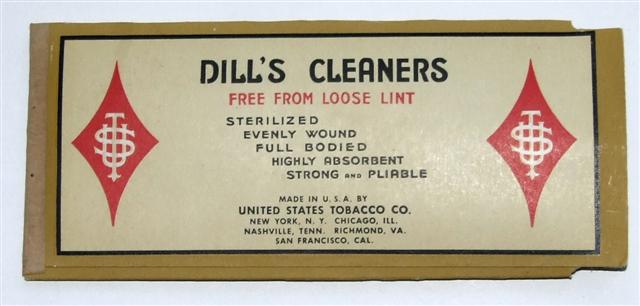 DILL'S CLEANERS
FREE FROM LOOSE LINT
STERILIZED
EVENLY WOUND
FULL BODIED
HIGHLY ABSORBENT
STRONG AND PLIABLE
MADE IN U.S.A. BY
UNITED STATES TOBACCO CO.
NEW YORK, N.Y. CHICAGO, ILL.
NASHVILLE, TENN. RICHMOND, VA.
SAN FRANCISCO, CAL.